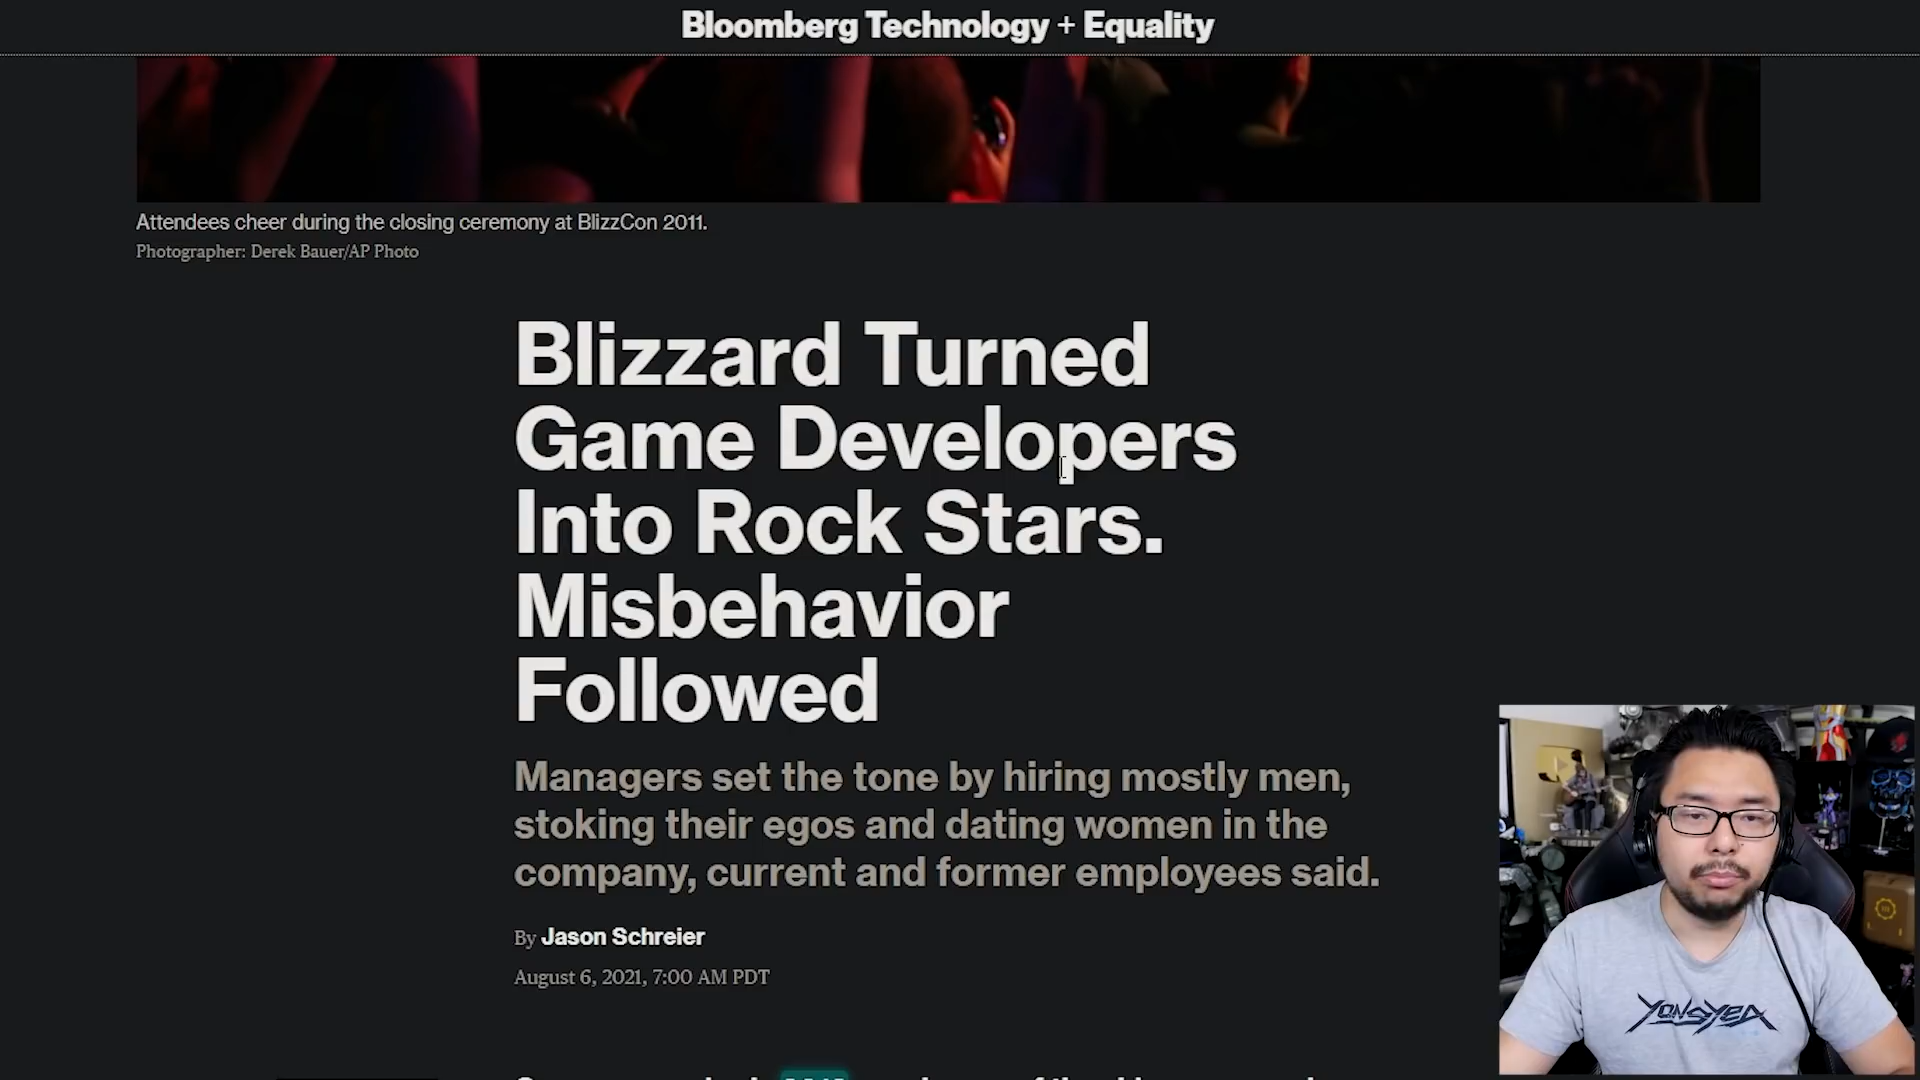 Bloomberg Technology + Equality
Attendees cheer during the closing ceremony at BlizzCon 2011.
Photographer: Derek Bauer/AP Photo
Blizzard Turned
Game Developers
Into Rock Stars.
Misbehavior
Followed
Managers set the tone by hiring mostly men,
stoking their egos and dating women in the
company, current and former employees said.
By Jason Schreier
August 6, 2021, 7:00 AM PDT
YONGYEA